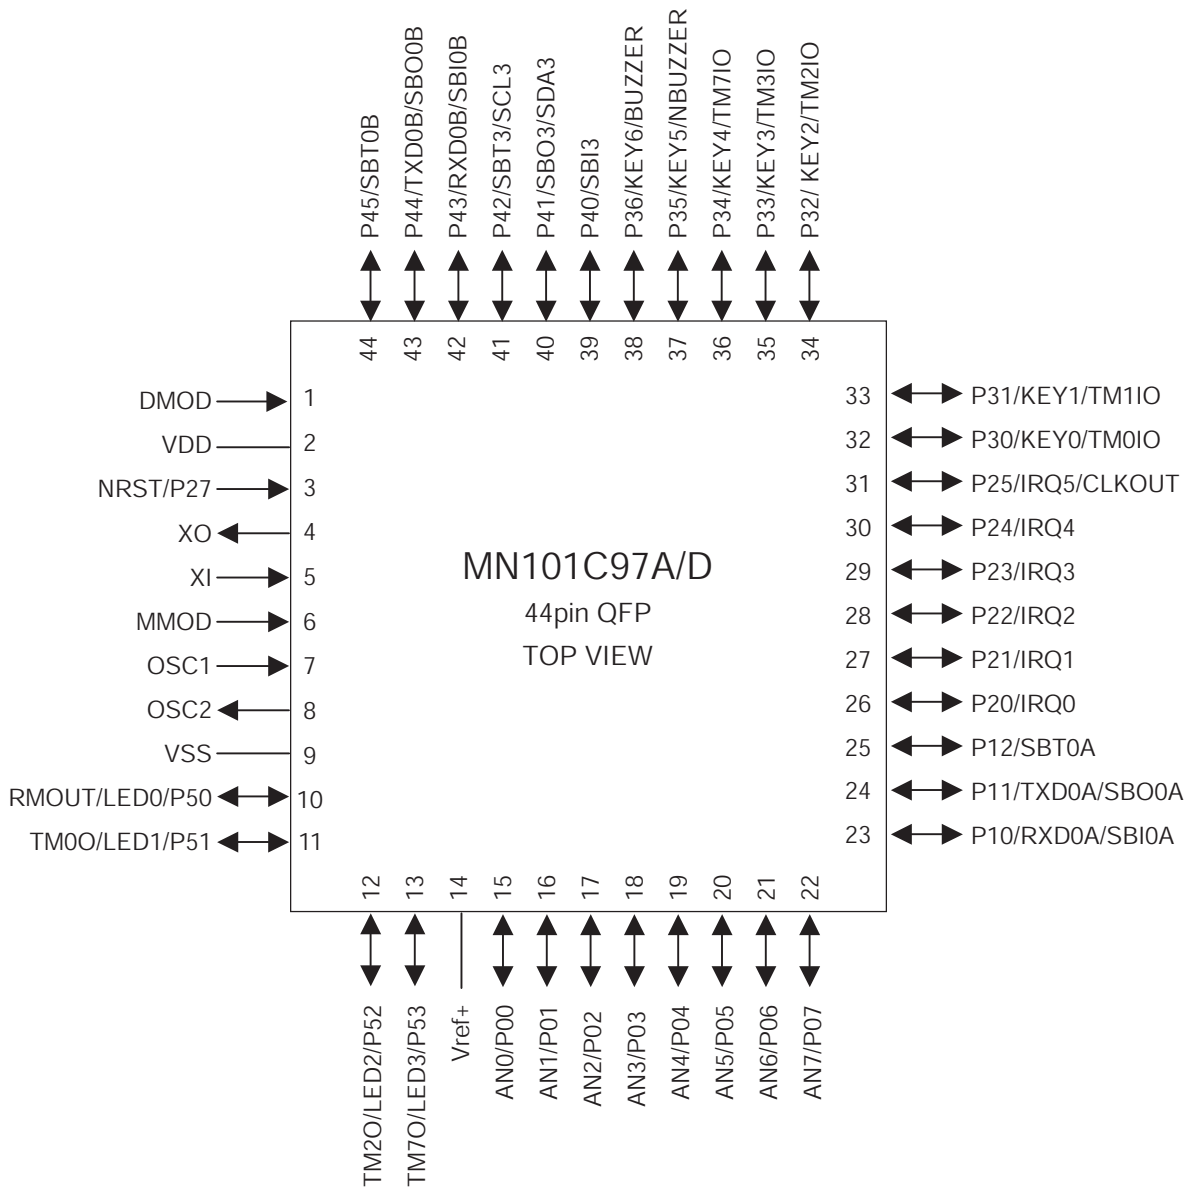 P45/SBT0B
P44/TXD0B/SBO0B
P43/RXD0B/SBI0B
P42/SBT3/SCL3
P41/SBO3/SDA3
P40/SBI3
P36/KEY6/BUZZER
P35/KEY5/NBUZZER
P34/KEY4/TM7IO
P33/KEY3/TM3IO
P32/ KEY2/TM2IO
44 43 42 41 40 39 38 37 36 35 34
DMOD 1
VDD 2
NRST/P27 3
XO 4
XI 5
MMOD 6
OSC1 7
OSC2 8
VSS 9
RMOUT/LED0/P50 10
TM0O/LED1/P51 11
MN101C97A/D
44pin QFP
TOP VIEW
33 P31/KEY1/TM1IO
32 P30/KEY0/TM0IO
31 P25/IRQ5/CLKOUT
30 P24/IRQ4
29 P23/IRQ3
28 P22/IRQ2
27 P21/IRQ1
26 P20/IRQ0
25 P12/SBT0A
24 P11/TXD0A/SBO0A
23 P10/RXD0A/SBI0A
12 13 14 15 16 17 18 19 20 21 22
TM2O/LED2/P52
TM7O/LED3/P53
Vref+
AN0/P00
AN1/P01
AN2/P02
AN3/P03
AN4/P04
AN5/P05
AN6/P06
AN7/P07